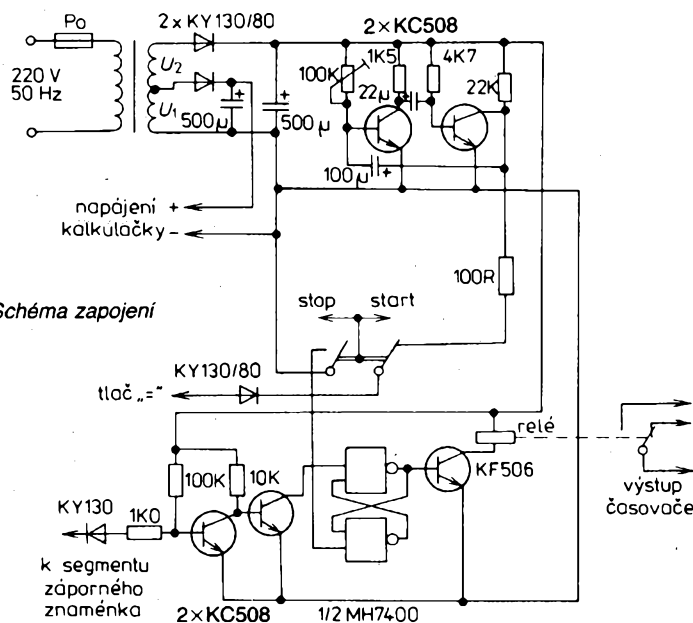 Po
2 x KY130/80
2×KC508
220 V
50 Hz
U₂
U₁
500µ
500µ
100K
1K5
4K7
22µ
22K
100µ
napájení +
kalkulačky –
100R
Schéma zapojení
stop
start
KY130/80
tlač „="
relé
100K
10K
KF506
KY130
1K0
výstup
časovače
k segmentu
záporného
znaménka
2×KC508
1/2 MH7400